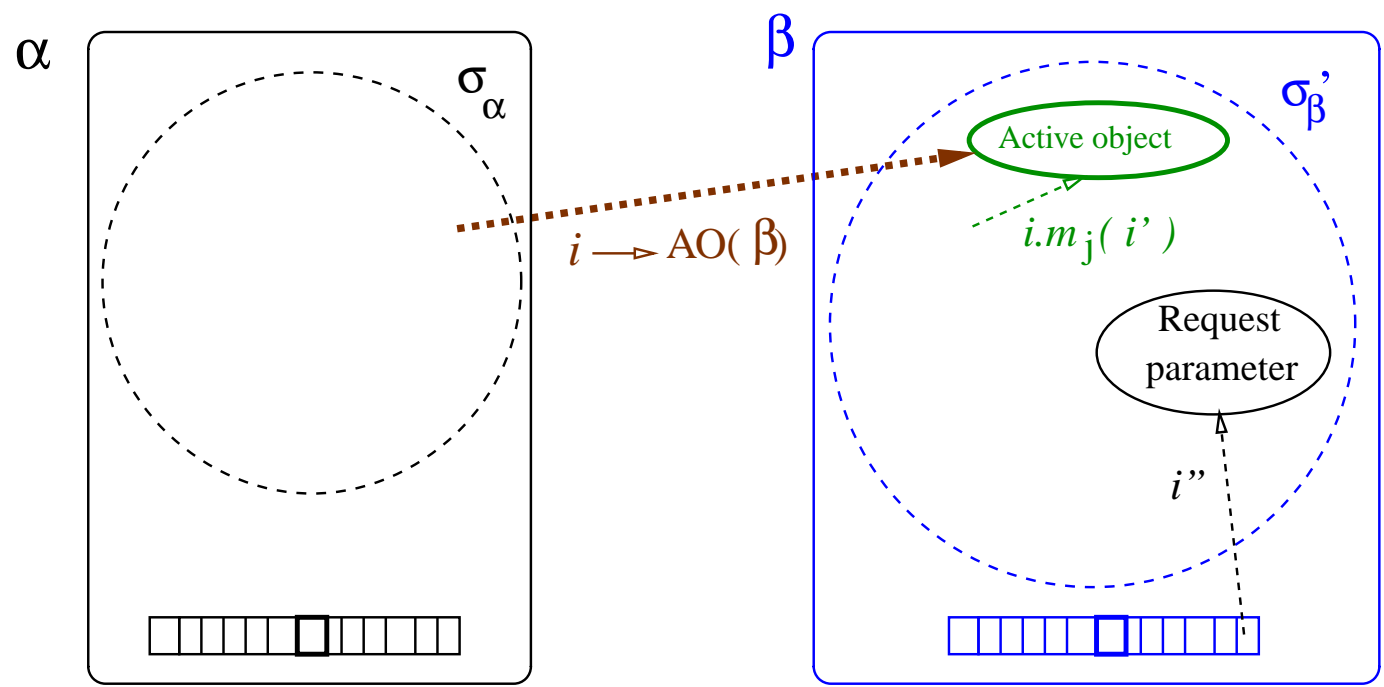 α
σα
β
σβ’
Active object
i.mj( i’ )
i → AO( β)
Request
parameter
i”